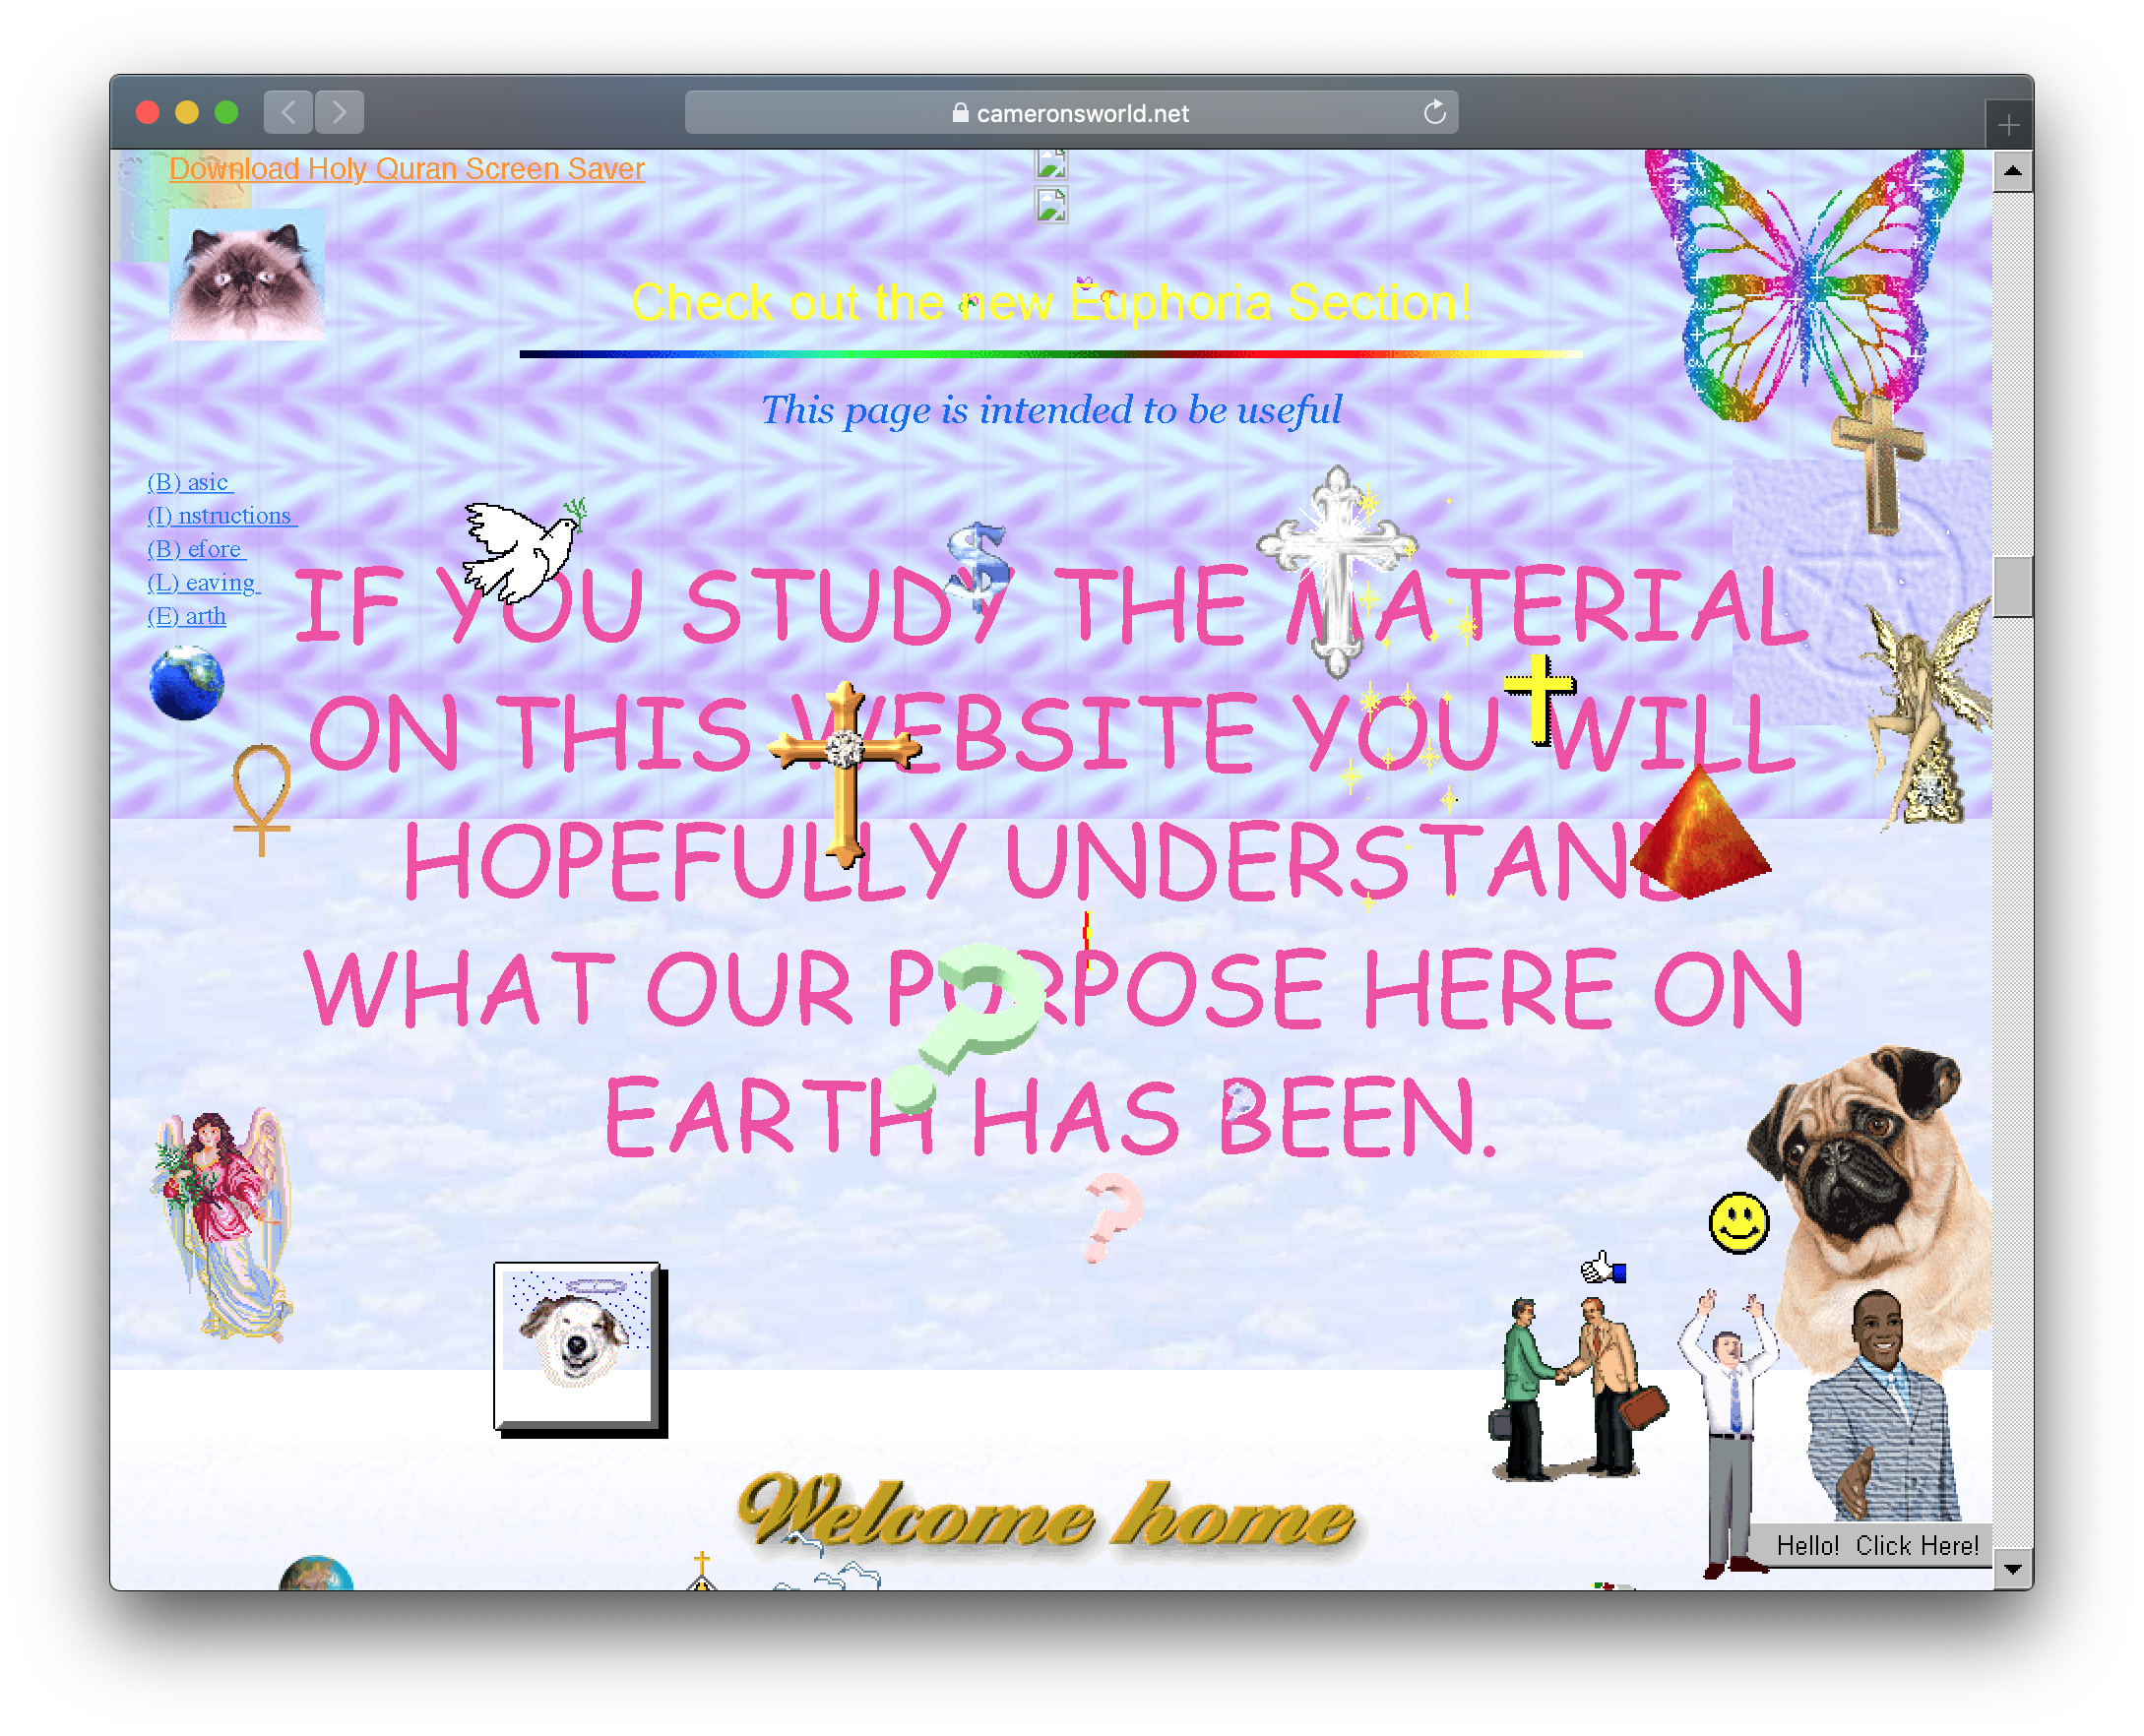 cameronsworld.net
Download Holy Quran Screen Saver
Check out the new Euphoria Section!
This page is intended to be useful
(B) asic
(I) nstructions
(B) efore
(L) eaving
(E) arth
$
IF YOU STUDY THE MATERIAL
ON THIS WEBSITE YOU WILL
HOPEFULLY UNDERSTAND
WHAT OUR PURPOSE HERE ON
EARTH HAS BEEN.
?
?
?
Welcome home
Hello! Click Here!